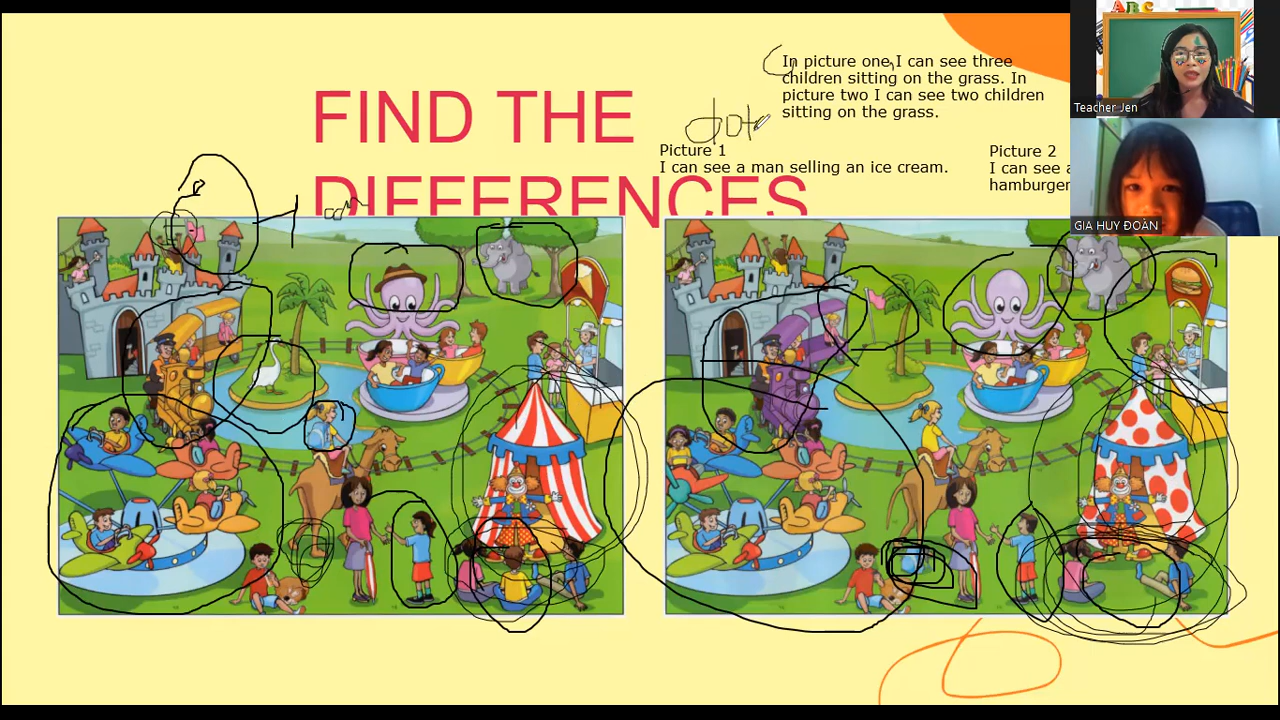 ABC
In picture one, I can see three
children sitting on the grass. In
picture two I can see two children
sitting on the grass.
FIND THE
DIFFERENCES
dots
Picture 1
I can see a man selling an ice cream.
Picture 2
I can see a
hamburger
Teacher Jen
GIA HUY ĐOÀN